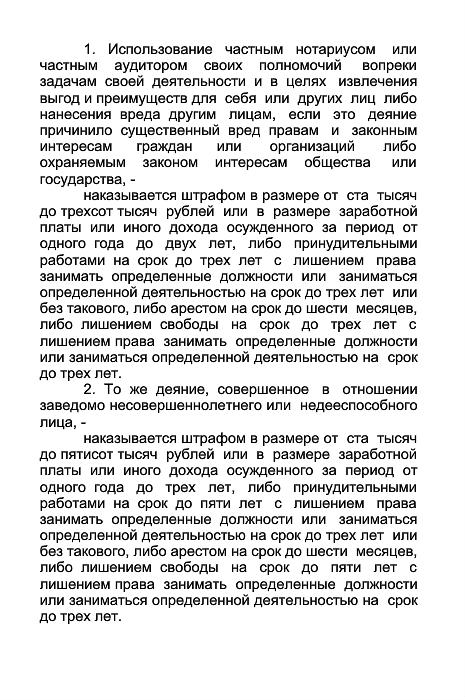 1. Использование частным нотариусом или
частным аудитором своих полномочий вопреки
задачам своей деятельности и в целях извлечения
выгод и преимуществ для себя или других лиц либо
нанесения вреда другим лицам, если это деяние
причинило существенный вред правам и законным
интересам граждан или организаций либо
охраняемым законом интересам общества или
государства, -
наказывается штрафом в размере от ста тысяч
до трехсот тысяч рублей или в размере заработной
платы или иного дохода осужденного за период от
одного года до двух лет, либо принудительными
работами на срок до трех лет с лишением права
занимать определенные должности или заниматься
определенной деятельностью на срок до трех лет или
без такового, либо арестом на срок до шести месяцев,
либо лишением свободы на срок до трех лет с
лишением права занимать определенные должности
или заниматься определенной деятельностью на срок
до трех лет.
2. То же деяние, совершенное в отношении
заведомо несовершеннолетнего или недееспособного
лица, -
наказывается штрафом в размере от ста тысяч
до пятисот тысяч рублей или в размере заработной
платы или иного дохода осужденного за период от
одного года до трех лет, либо принудительными
работами на срок до пяти лет с лишением права
занимать определенные должности или заниматься
определенной деятельностью на срок до трех лет или
без такового, либо арестом на срок до шести месяцев,
либо лишением свободы на срок до пяти лет с
лишением права занимать определенные должности
или заниматься определенной деятельностью на срок
до трех лет.